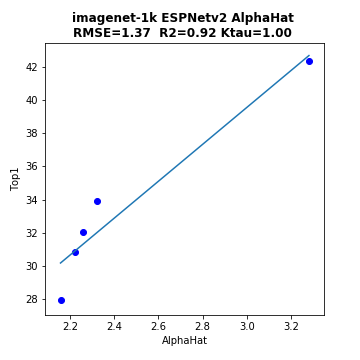 imagenet-1k ESPNetv2 AlphaHat
RMSE=1.37 R2=0.92 Ktau=1.00
Top1
42
40
38
36
34
32
30
28
2.2 2.4 2.6 2.8 3.0 3.2
AlphaHat